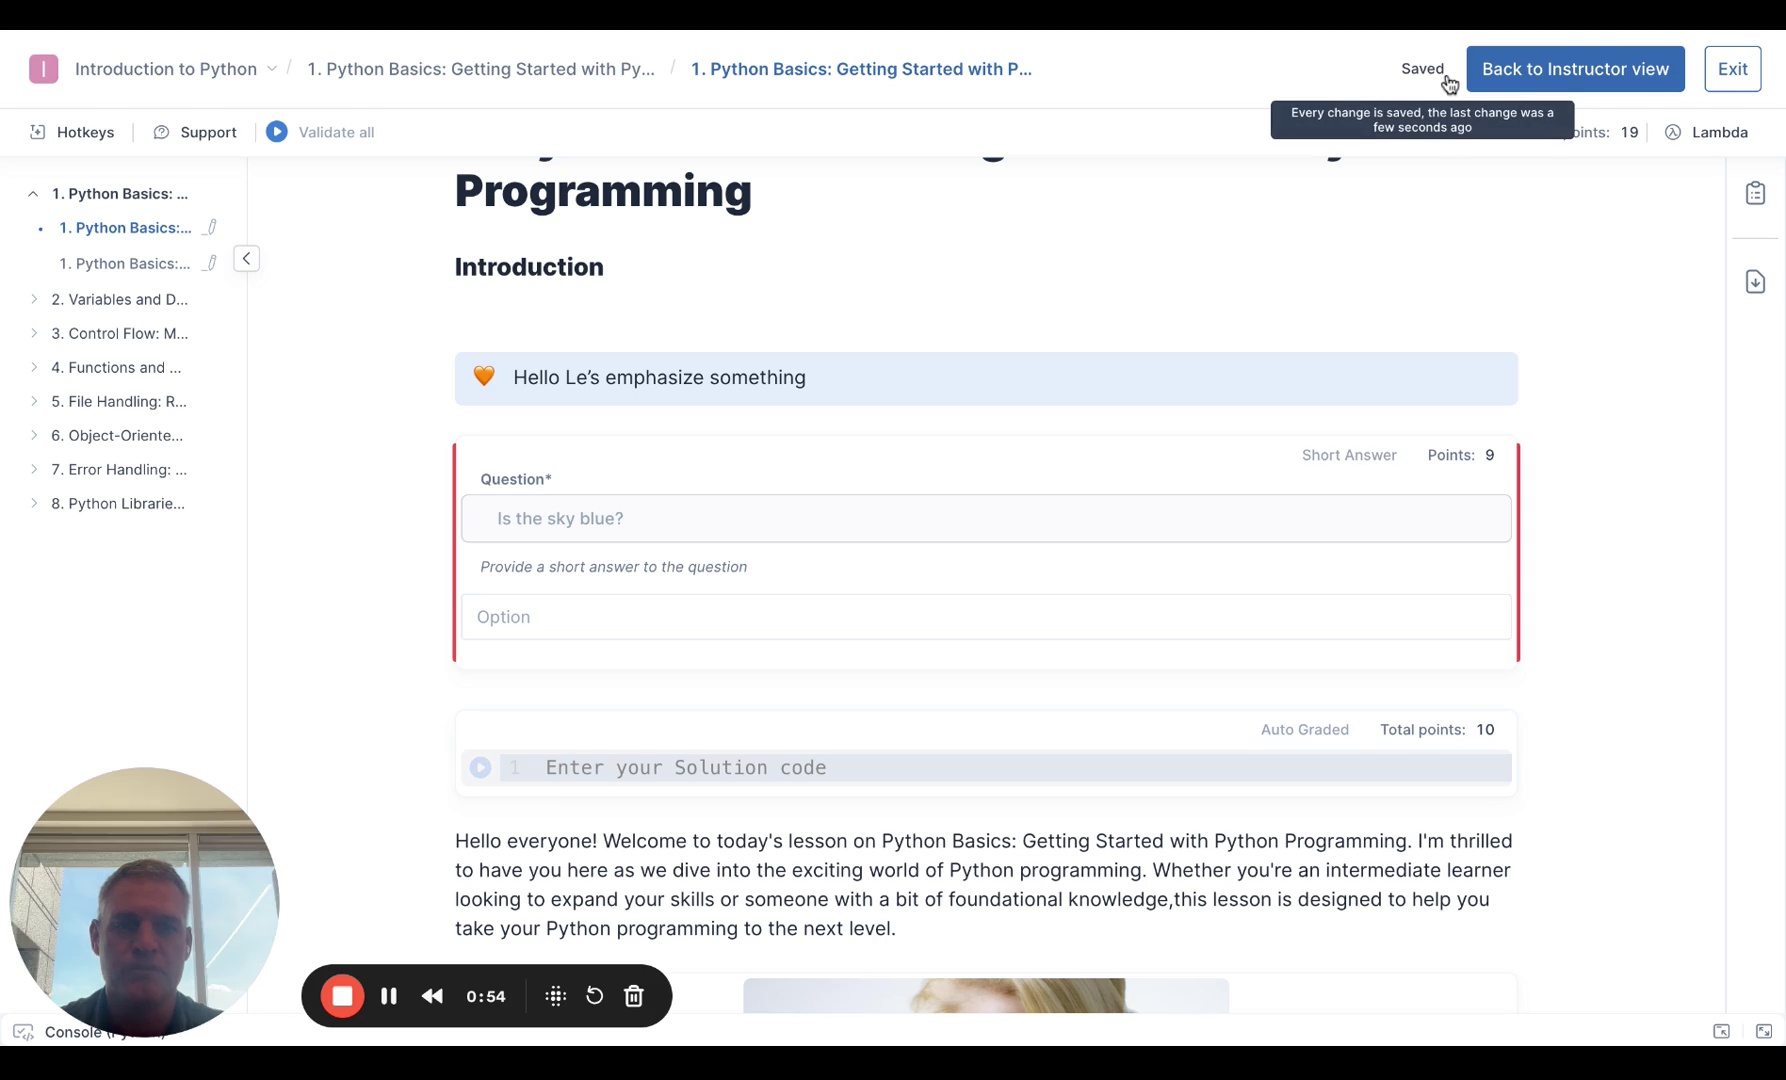 I Introduction to Python / 1. Python Basics: Getting Started with Py... / 1. Python Basics: Getting Started with P...
Saved Back to Instructor view Exit
Every change is saved, the last change was a
few seconds ago
Hotkeys Support Validate all oints: 19 Lambda
Programming
Introduction
1. Python Basics: ...
1. Python Basics:...
1. Python Basics:...
2. Variables and D...
3. Control Flow: M...
4. Functions and ...
5. File Handling: R...
6. Object-Oriente...
7. Error Handling: ...
8. Python Librarie...
🧡 Hello Le’s emphasize something
Short Answer Points: 9
Question*
Is the sky blue?
Provide a short answer to the question
Option
Auto Graded Total points: 10
1 Enter your Solution code
Hello everyone! Welcome to today's lesson on Python Basics: Getting Started with Python Programming. I'm thrilled
to have you here as we dive into the exciting world of Python programming. Whether you're an intermediate learner
looking to expand your skills or someone with a bit of foundational knowledge,this lesson is designed to help you
take your Python programming to the next level.
0:54
Console